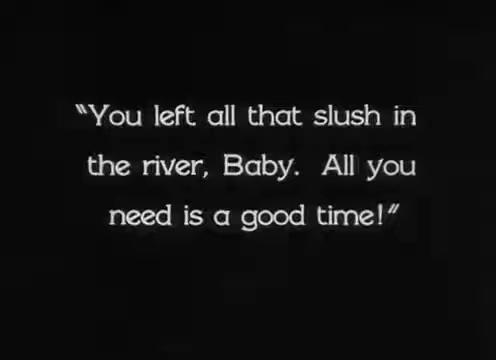 "You left all that slush in
the river, Baby.  All you
need is a good time!"